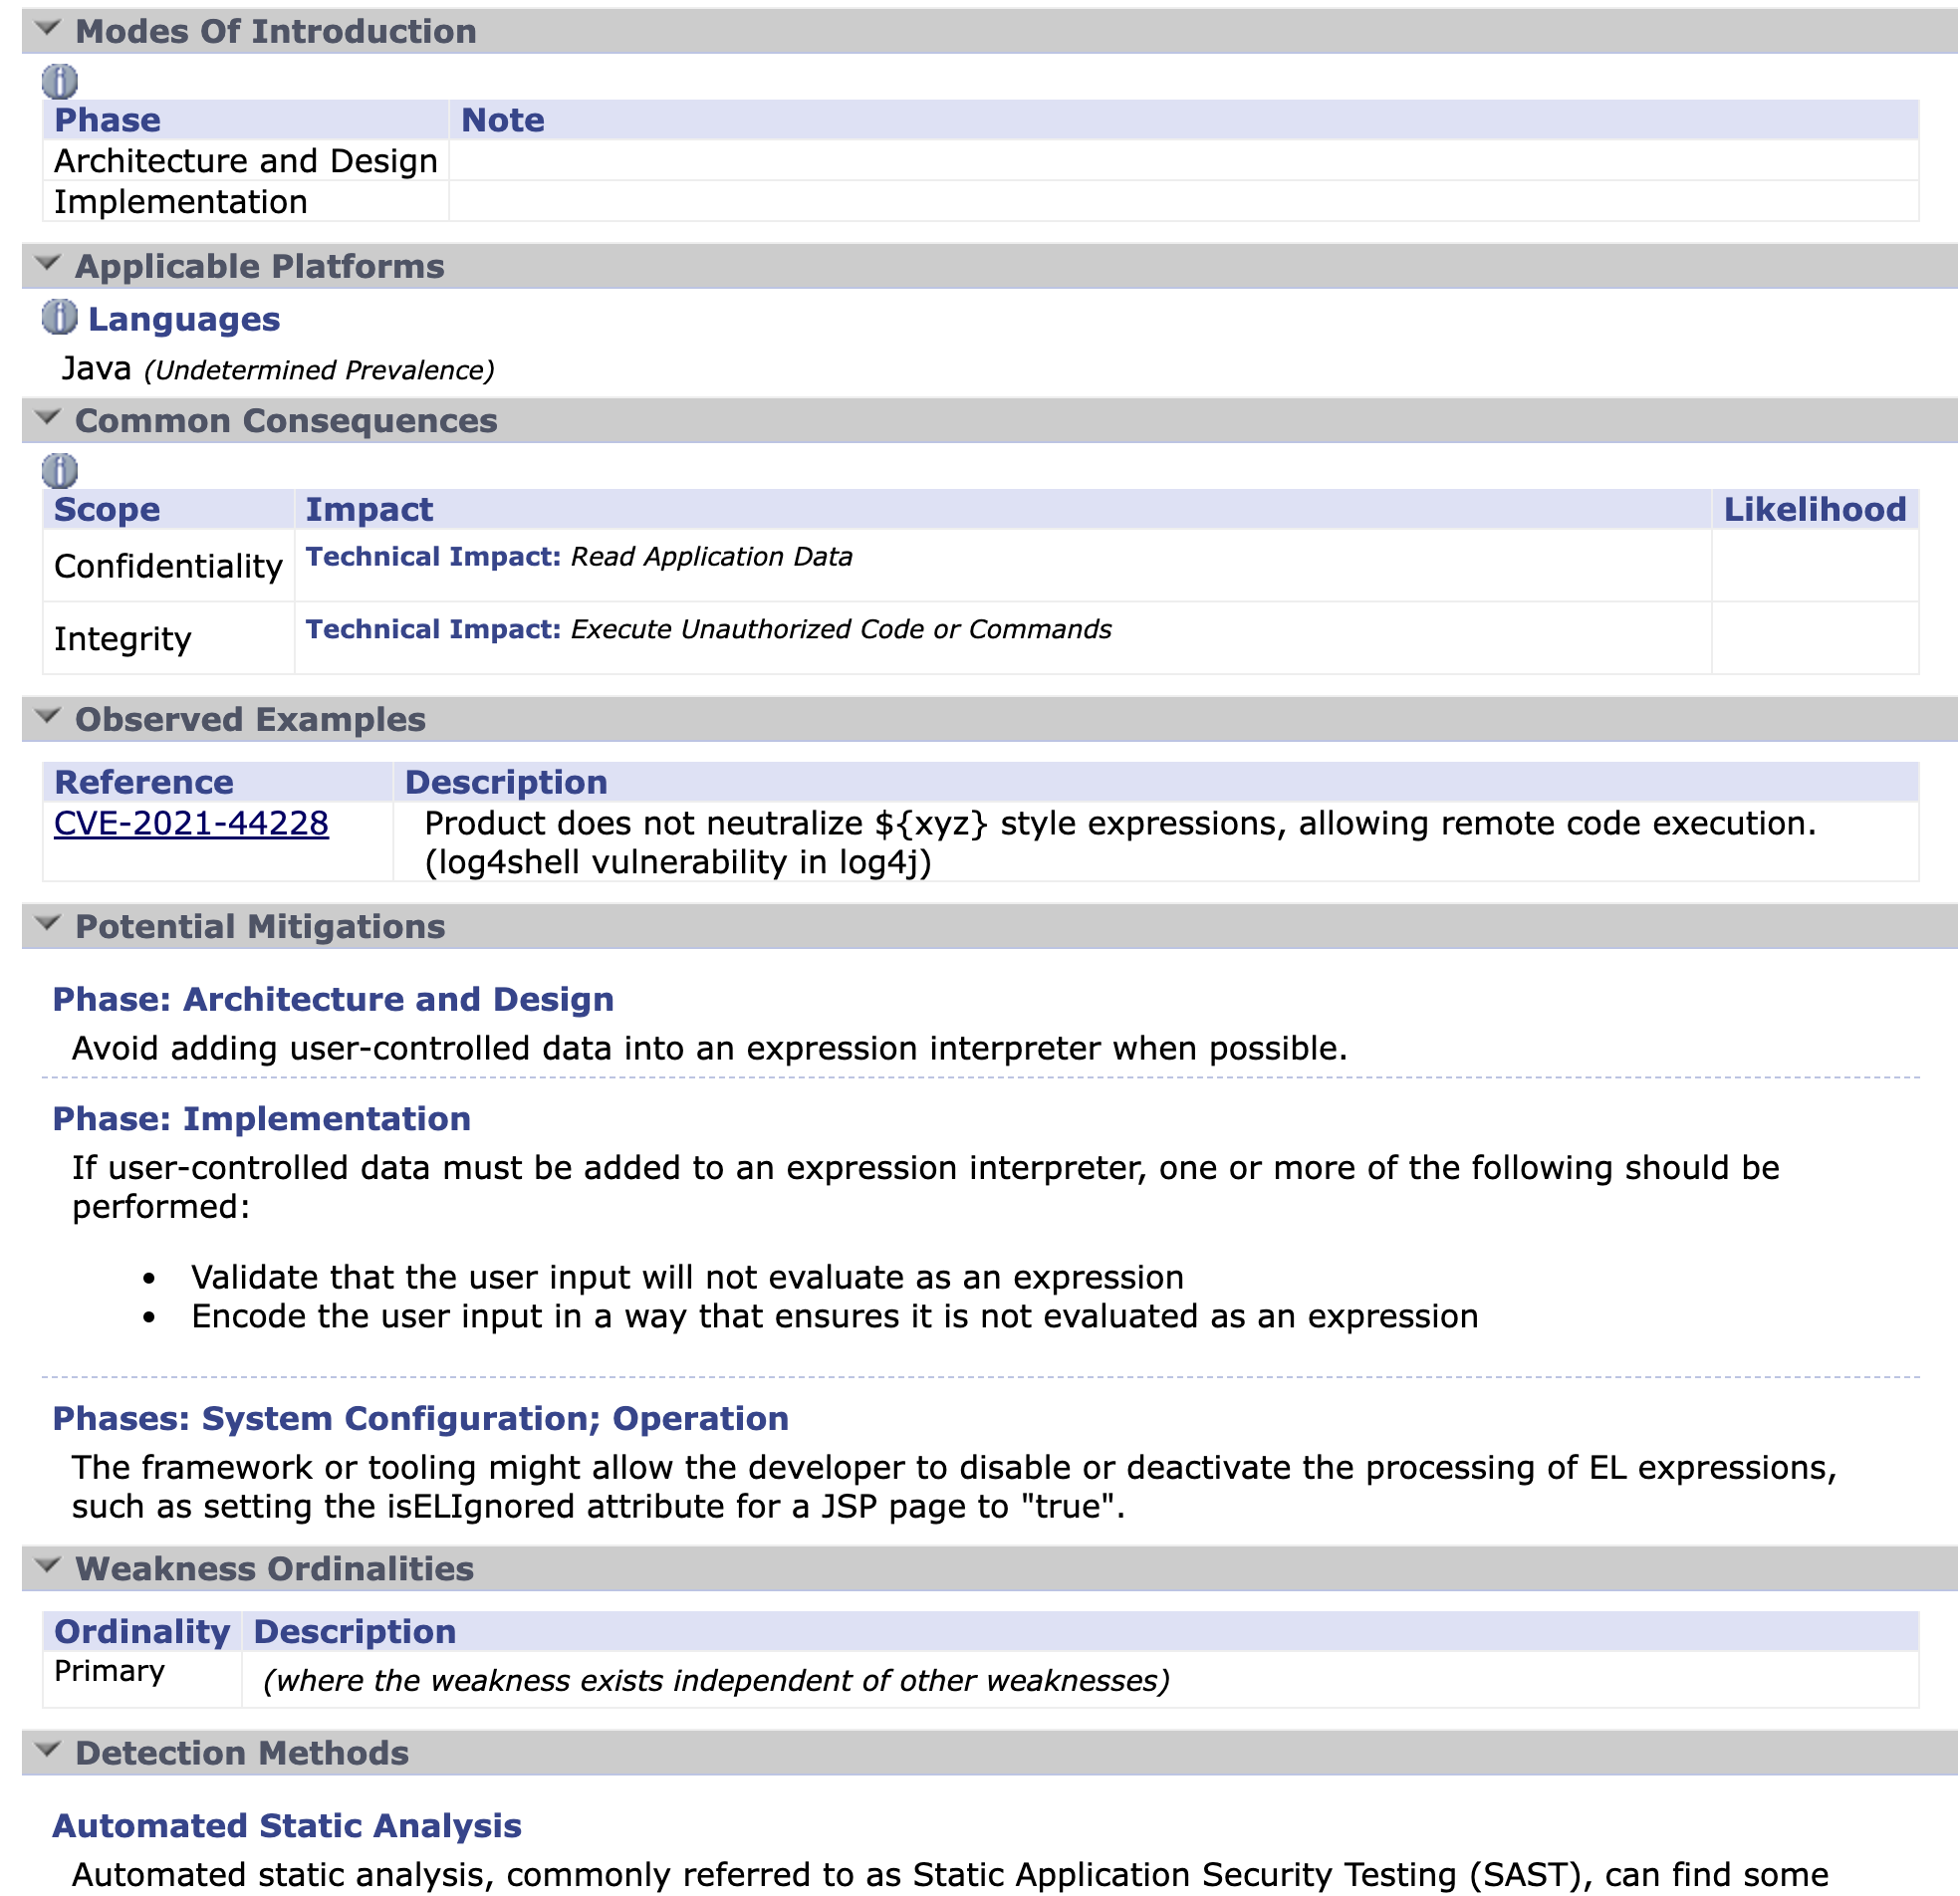 Modes Of Introduction
Phase Note
Architecture and Design
Implementation
Applicable Platforms
Languages
Java (Undetermined Prevalence)
Common Consequences
Scope Impact Likelihood
Confidentiality Technical Impact: Read Application Data
Integrity Technical Impact: Execute Unauthorized Code or Commands
Observed Examples
Reference Description
CVE-2021-44228 Product does not neutralize ${xyz} style expressions, allowing remote code execution.
(log4shell vulnerability in log4j)
Potential Mitigations
Phase: Architecture and Design
Avoid adding user-controlled data into an expression interpreter when possible.
Phase: Implementation
If user-controlled data must be added to an expression interpreter, one or more of the following should be
performed:
• Validate that the user input will not evaluate as an expression
• Encode the user input in a way that ensures it is not evaluated as an expression
Phases: System Configuration; Operation
The framework or tooling might allow the developer to disable or deactivate the processing of EL expressions,
such as setting the isELIgnored attribute for a JSP page to "true".
Weakness Ordinalities
Ordinality Description
Primary (where the weakness exists independent of other weaknesses)
Detection Methods
Automated Static Analysis
Automated static analysis, commonly referred to as Static Application Security Testing (SAST), can find some